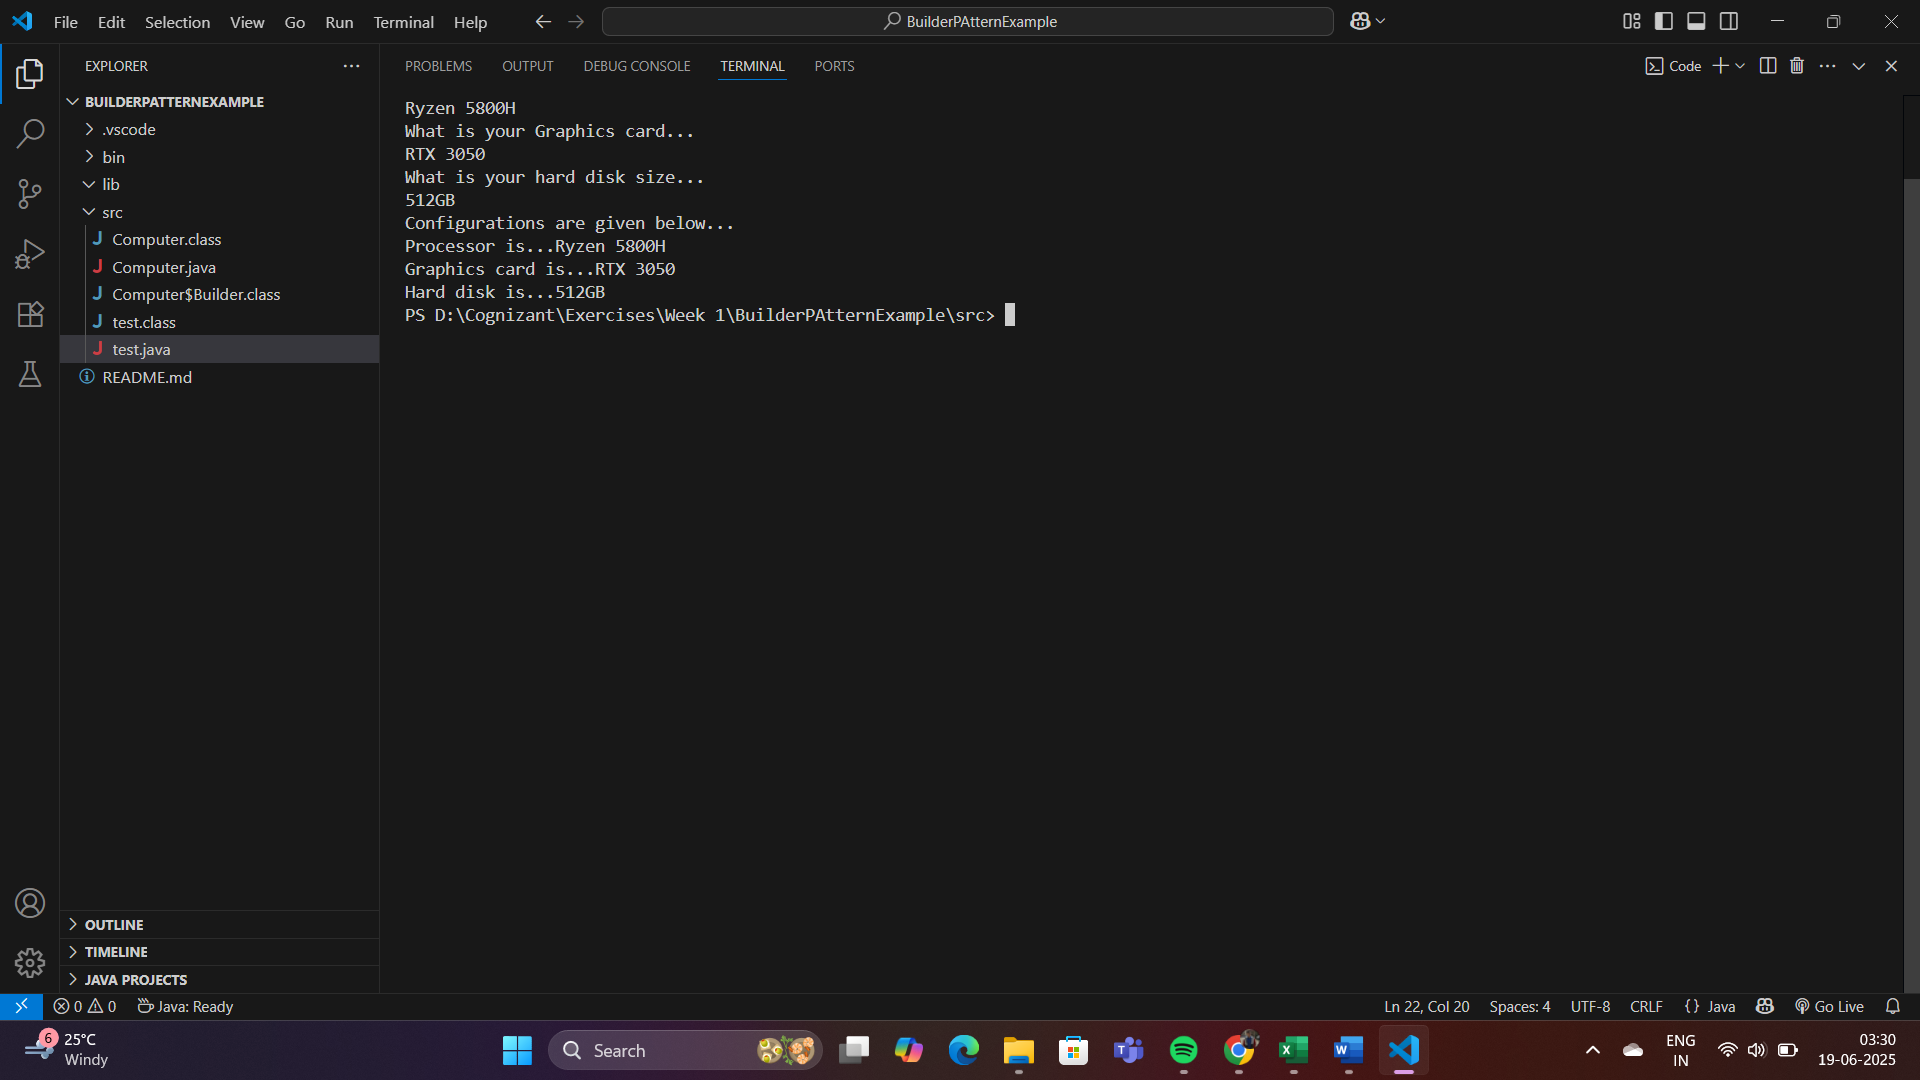 File Edit Selection View Go Run Terminal Help
BuilderPAtternExample
EXPLORER
BUILDERPATTERNEXAMPLE
.vscode
bin
lib
src
J Computer.class
J Computer.java
J Computer$Builder.class
J test.class
J test.java
README.md
OUTLINE
TIMELINE
JAVA PROJECTS
PROBLEMS OUTPUT DEBUG CONSOLE TERMINAL PORTS
Code
Ryzen 5800H
What is your Graphics card...
RTX 3050
What is your hard disk size...
512GB
Configurations are given below...
Processor is...Ryzen 5800H
Graphics card is...RTX 3050
Hard disk is...512GB
PS D:\Cognizant\Exercises\Week 1\BuilderPAtternExample\src>
0 0 Java: Ready
Ln 22, Col 20 Spaces: 4 UTF-8 CRLF {} Java Go Live
6
25°C
Windy
Search
ENG
IN
03:30
19-06-2025